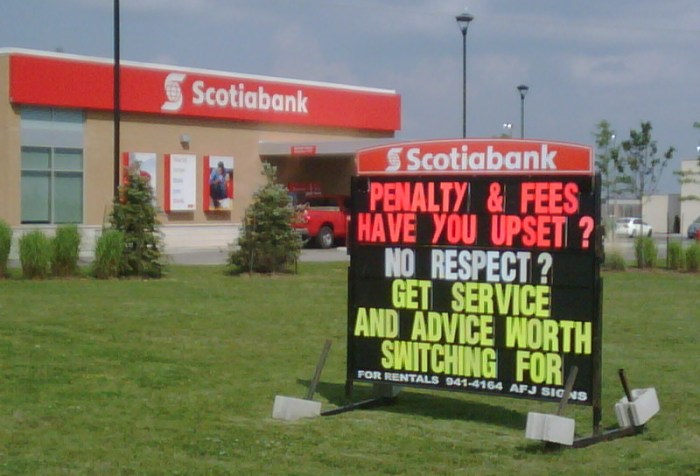 Scotiabank
Scotiabank
PENALTY & FEES
HAVE YOU UPSET ?
NO RESPECT ?
GET SERVICE
AND ADVICE WORTH
SWITCHING FOR
FOR RENTALS 941-4164 AFJ SIGNS